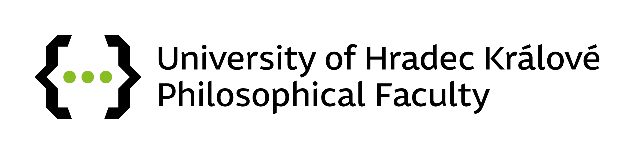 University of Hradec Králové
Philosophical Faculty